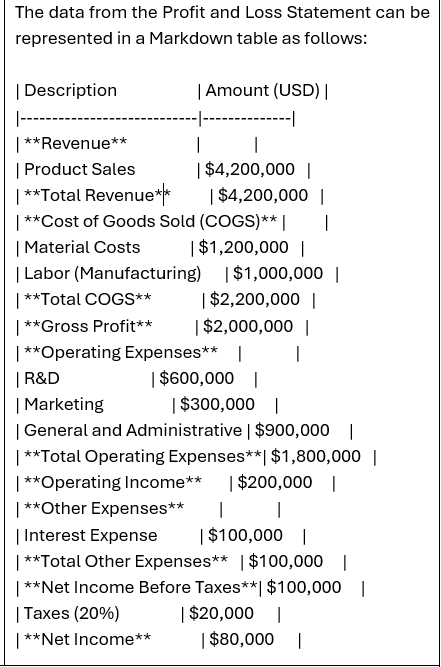 The data from the Profit and Loss Statement can be
represented in a Markdown table as follows:
| Description | Amount (USD) |
|----------------------------|--------------|
| **Revenue** | |
| Product Sales | $4,200,000 |
| **Total Revenue** | $4,200,000 |
| **Cost of Goods Sold (COGS)** | |
| Material Costs | $1,200,000 |
| Labor (Manufacturing) | $1,000,000 |
| **Total COGS** | $2,200,000 |
| **Gross Profit** | $2,000,000 |
| **Operating Expenses** | |
| R&D | $600,000 |
| Marketing | $300,000 |
| General and Administrative | $900,000 |
| **Total Operating Expenses**| $1,800,000 |
| **Operating Income** | $200,000 |
| **Other Expenses** | |
| Interest Expense | $100,000 |
| **Total Other Expenses** | $100,000 |
| **Net Income Before Taxes**| $100,000 |
| Taxes (20%) | $20,000 |
| **Net Income** | $80,000 |